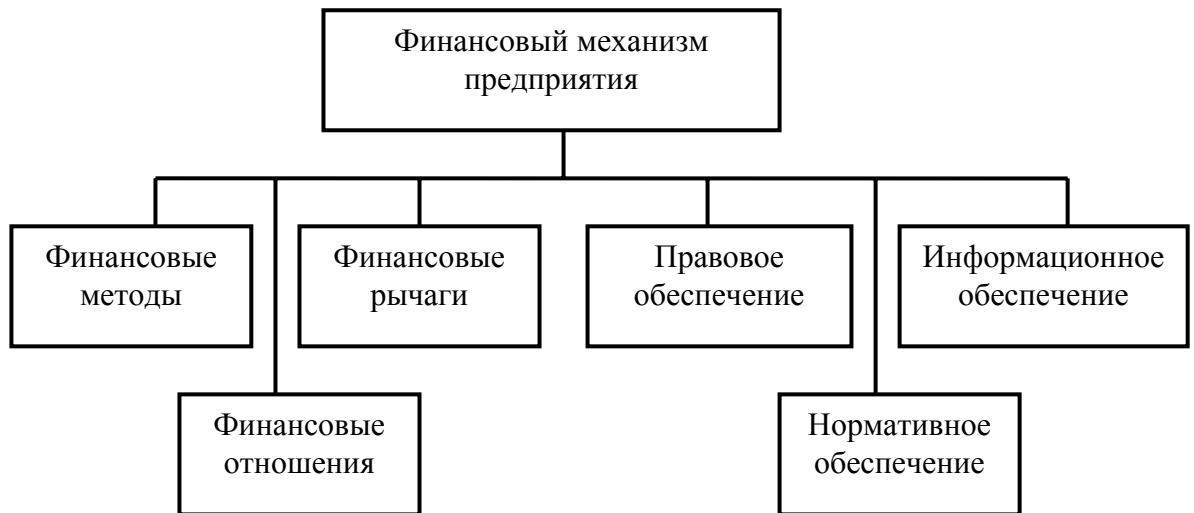 Финансовый механизм
предприятия
Финансовые
методы
Финансовые
рычаги
Правовое
обеспечение
Информационное
обеспечение
Финансовые
отношения
Нормативное
обеспечение